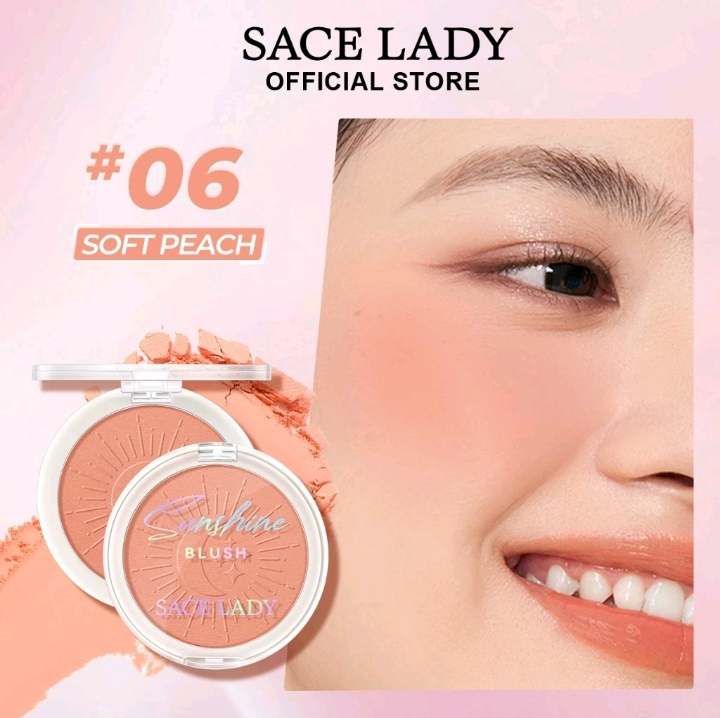 SACE LADY
OFFICIAL STORE
#06
SOFT PEACH
Sunshine
BLUSH
SACE LADY